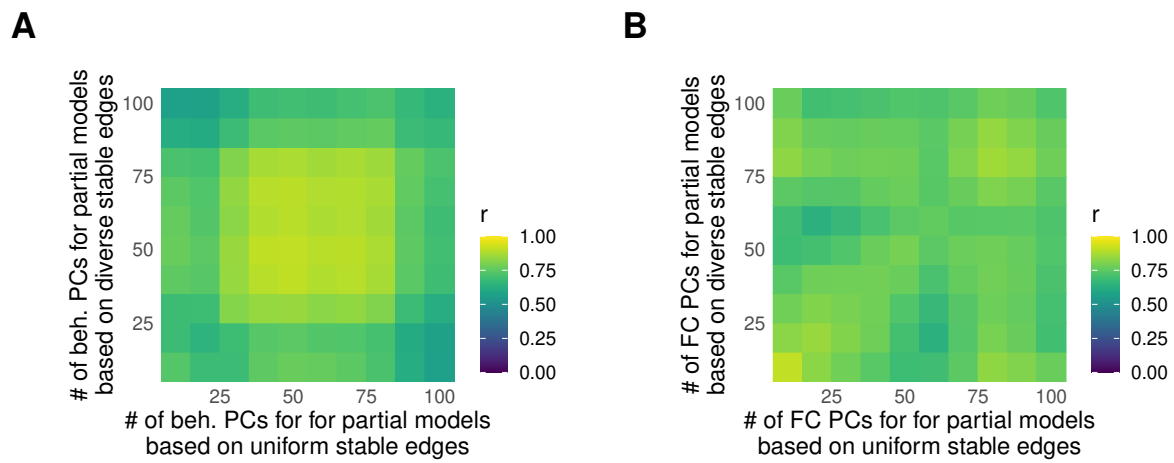 A
# of beh. PCs for partial models
based on diverse stable edges
100
75
50
25
25
50
75
100
# of beh. PCs for for partial models
based on uniform stable edges
r
1.00
0.75
0.50
0.25
0.00
B
# of FC PCs for partial models
based on diverse stable edges
100
75
50
25
25
50
75
100
# of FC PCs for for partial models
based on uniform stable edges
r
1.00
0.75
0.50
0.25
0.00